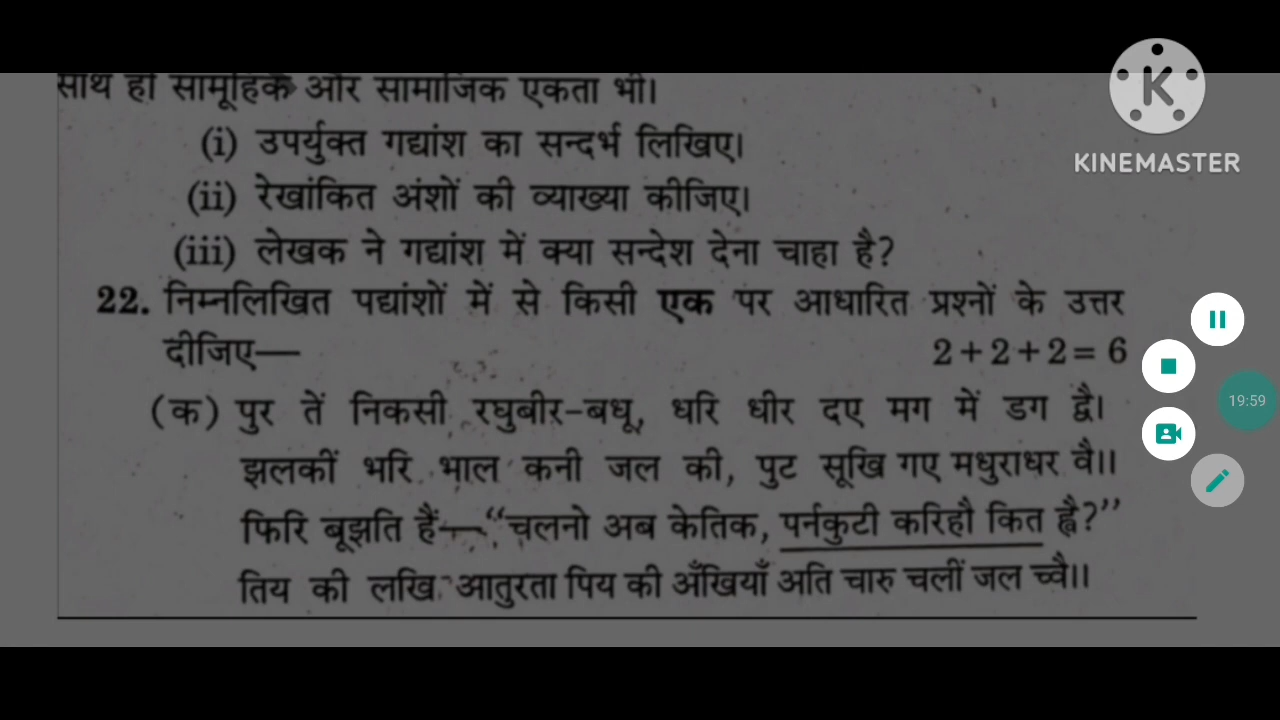 साथ ही सामूहिक और सामाजिक एकता भी।
(i) उपर्युक्त गद्यांश का सन्दर्भ लिखिए।
(ii) रेखांकित अंशों की व्याख्या कीजिए।
(iii) लेखक ने गद्यांश में क्या सन्देश देना चाहा है?
22. निम्नलिखित पद्यांशों में से किसी एक पर आधारित प्रश्नों के उत्तर
दीजिए— 2+2+2= 6
(क) पुर तें निकसी रघुबीर-बधू, धरि धीर दए मग में डग द्वै।
झलकीं भरि भाल कनी जल की, पुट सूखि गए मधुराधर वै।।
फिरि बूझति हैं—“चलनो अब केतिक, पर्नकुटी करिहौ कित ह्वै?”
तिय की लखि आतुरता पिय की अँखियाँ अति चारु चलीं जल च्वै।।
K
KINEMASTER
19:59